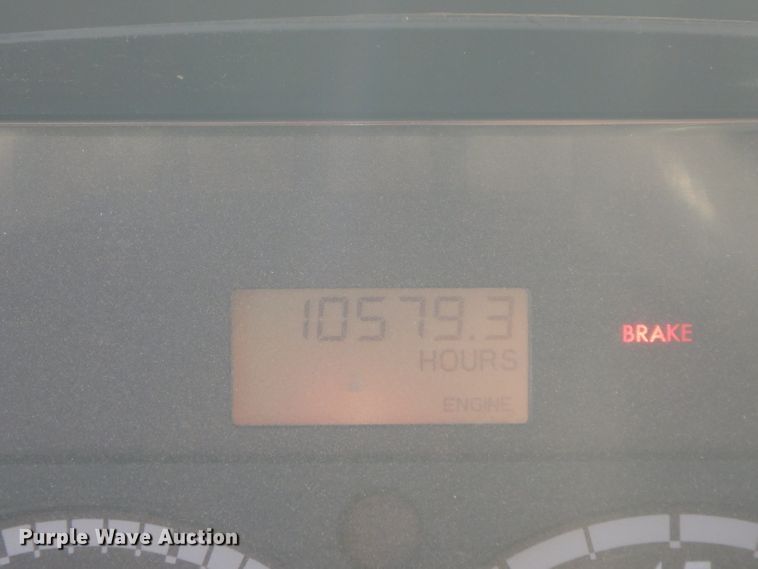 10579.3
HOURS
BRAKE
ENGINE
Purple Wave Auction